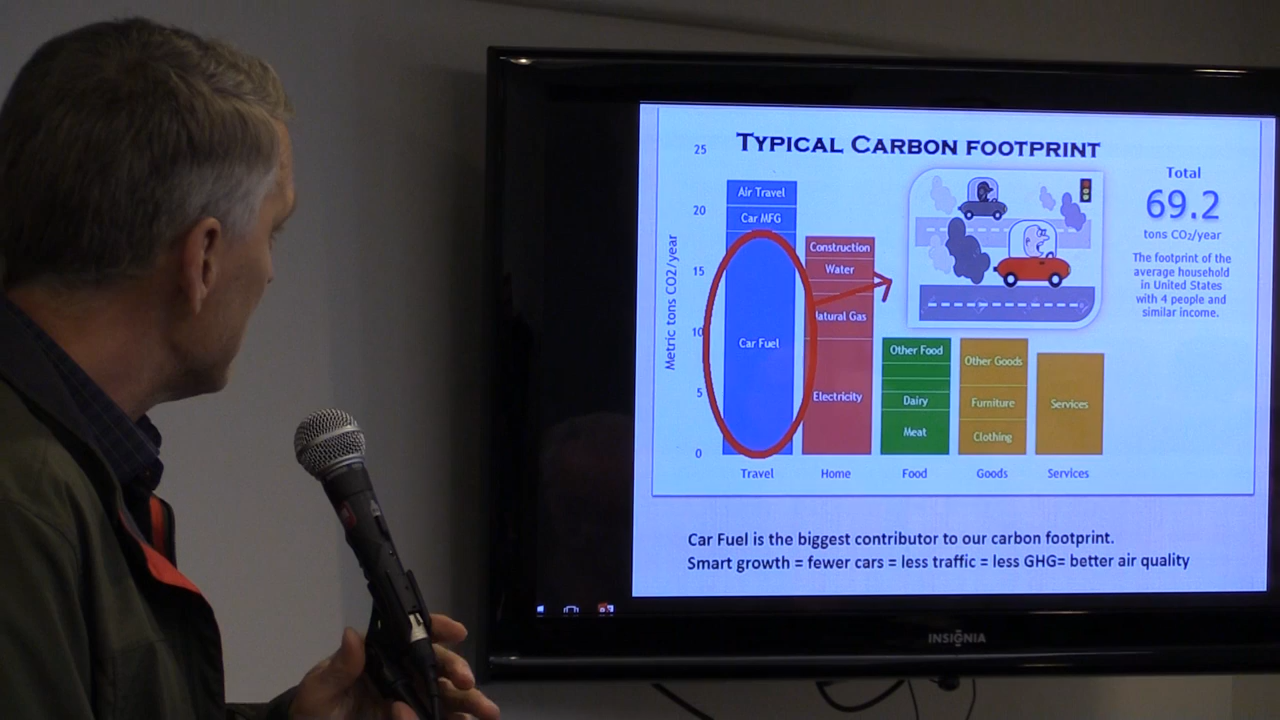 TYPICAL CARBON FOOTPRINT
25
20
15
10
5
0
Metric tons CO2/year
Air Travel
Car MFG
Car Fuel
Construction
Water
Natural Gas
Electricity
Other Food
Dairy
Meat
Other Goods
Furniture
Clothing
Services
Travel
Home
Food
Goods
Services
Total
69.2
tons CO₂/year
The footprint of the
average household
in United States
with 4 people and
similar income.
Car Fuel is the biggest contributor to our carbon footprint.
Smart growth = fewer cars = less traffic = less GHG= better air quality
INSIGNIA